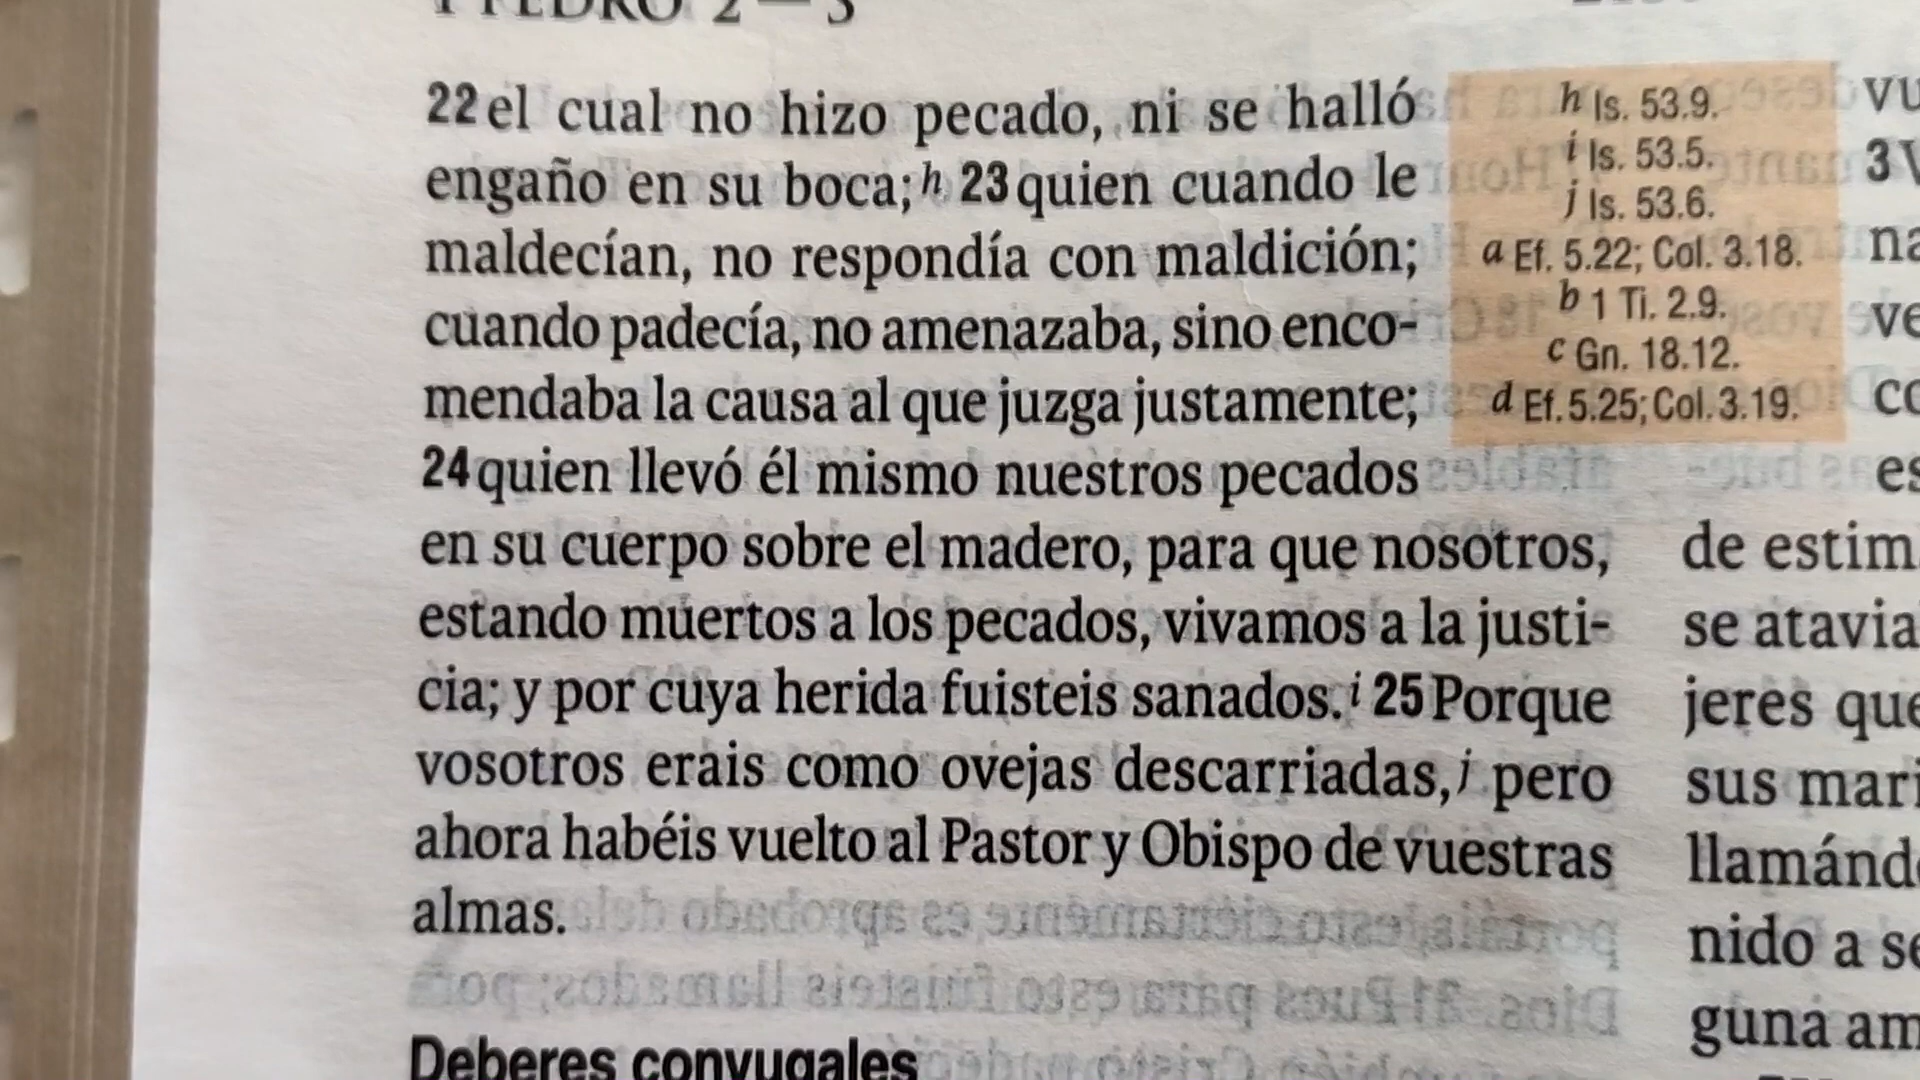 PEDRO 2 — 3
22 el cual no hizo pecado, ni se halló
engaño en su boca;h 23 quien cuando le
maldecían, no respondía con maldición;
cuando padecía, no amenazaba, sino enco-
mendaba la causa al que juzga justamente;
24 quien llevó él mismo nuestros pecados
en su cuerpo sobre el madero, para que nosotros,
estando muertos a los pecados, vivamos a la justi-
cia; y por cuya herida fuisteis sanados.i 25 Porque
vosotros erais como ovejas descarriadas,j pero
ahora habéis vuelto al Pastor y Obispo de vuestras
almas.
Deberes conyugales
h Is. 53.9.
i Is. 53.5.
j Is. 53.6.
a Ef. 5.22; Col. 3.18.
b 1 Ti. 2.9.
c Gn. 18.12.
d Ef. 5.25; Col. 3.19.
3
de estim
se atavia
jeres que
sus mari
llamánd
nido a se
guna am